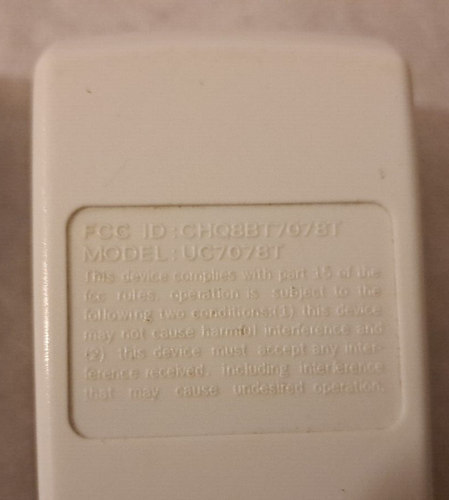 FCC ID : CHQ8BT7078T
MODEL : UC7078T
This device complies with part 15 of the
fcc rules. operation is subject to the
following two conditions:(1) this device
may not cause harmful interference and
(2) this device must accept any inter-
ference received. including interference
that may cause undesired operation.